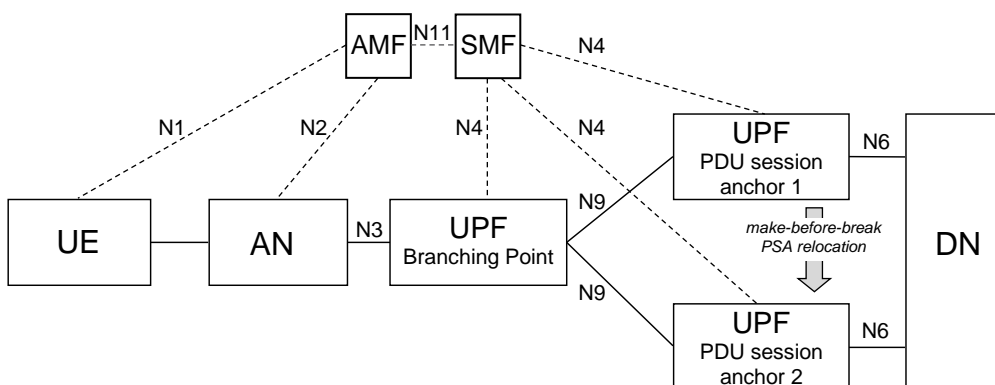 AMF
N11
SMF
N4
N1
N2
N4
N4
UPF
PDU session
anchor 1
N6
UE
AN
N3
UPF
Branching Point
N9
N9
make-before-break
PSA relocation
DN
UPF
PDU session
anchor 2
N6